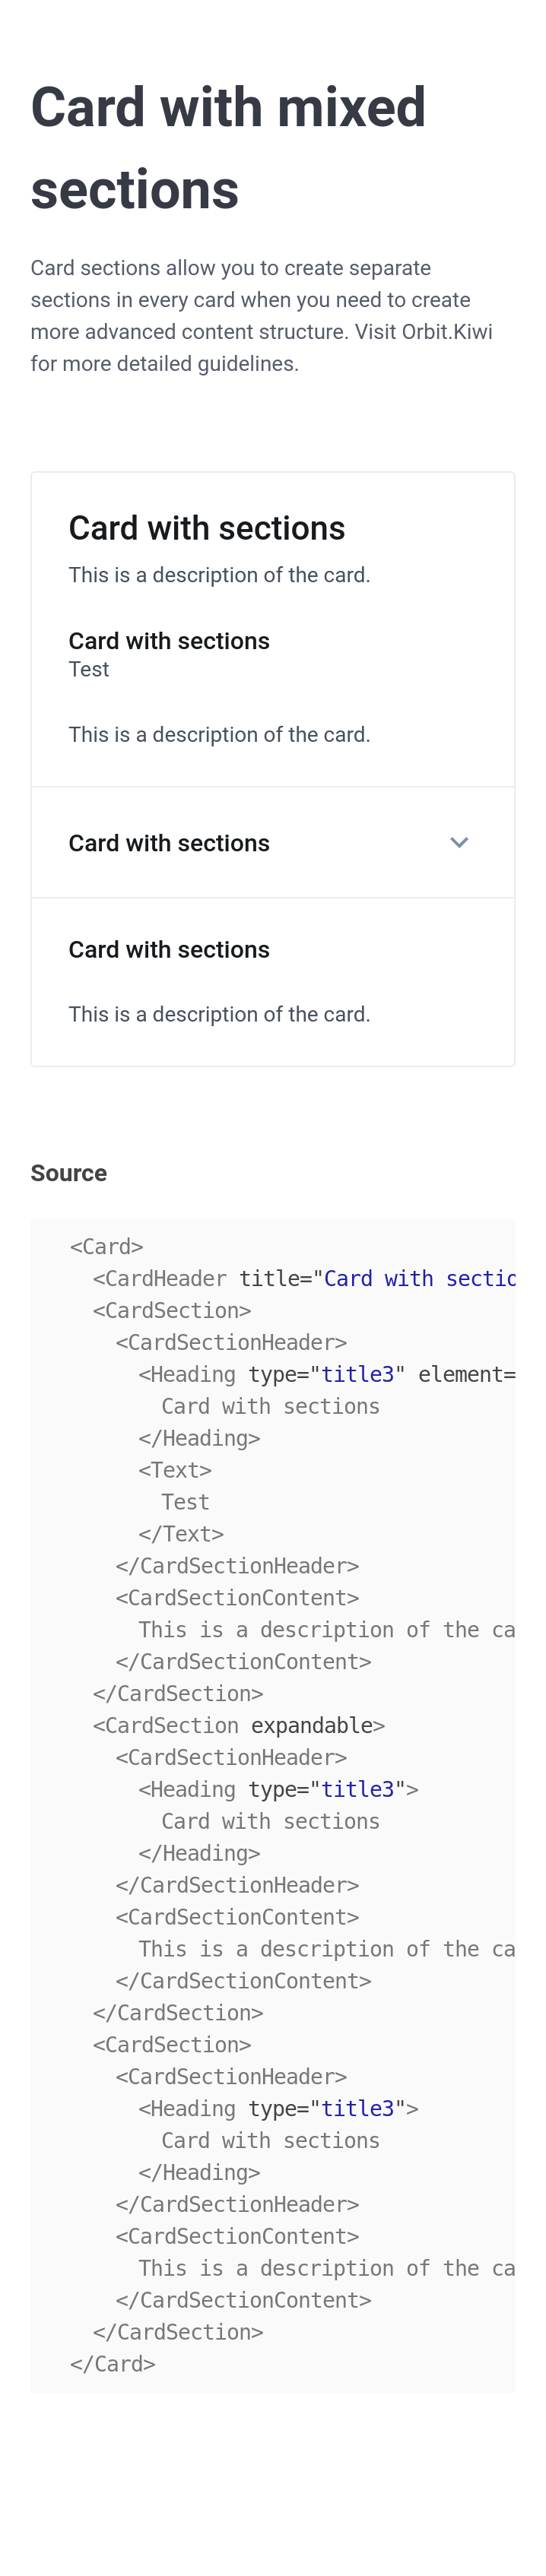 Card with mixed
sections
Card sections allow you to create separate
sections in every card when you need to create
more advanced content structure. Visit Orbit.Kiwi
for more detailed guidelines.
Card with sections
This is a description of the card.
Card with sections
Test
This is a description of the card.
Card with sections
Card with sections
This is a description of the card.
Source
<Card>
<CardHeader title="Card with sectio
<CardSection>
<CardSectionHeader>
<Heading type="title3" element=
Card with sections
</Heading>
<Text>
Test
</Text>
</CardSectionHeader>
<CardSectionContent>
This is a description of the ca
</CardSectionContent>
</CardSection>
<CardSection expandable>
<CardSectionHeader>
<Heading type="title3">
Card with sections
</Heading>
</CardSectionHeader>
<CardSectionContent>
This is a description of the ca
</CardSectionContent>
</CardSection>
<CardSection>
<CardSectionHeader>
<Heading type="title3">
Card with sections
</Heading>
</CardSectionHeader>
<CardSectionContent>
This is a description of the ca
</CardSectionContent>
</CardSection>
</Card>